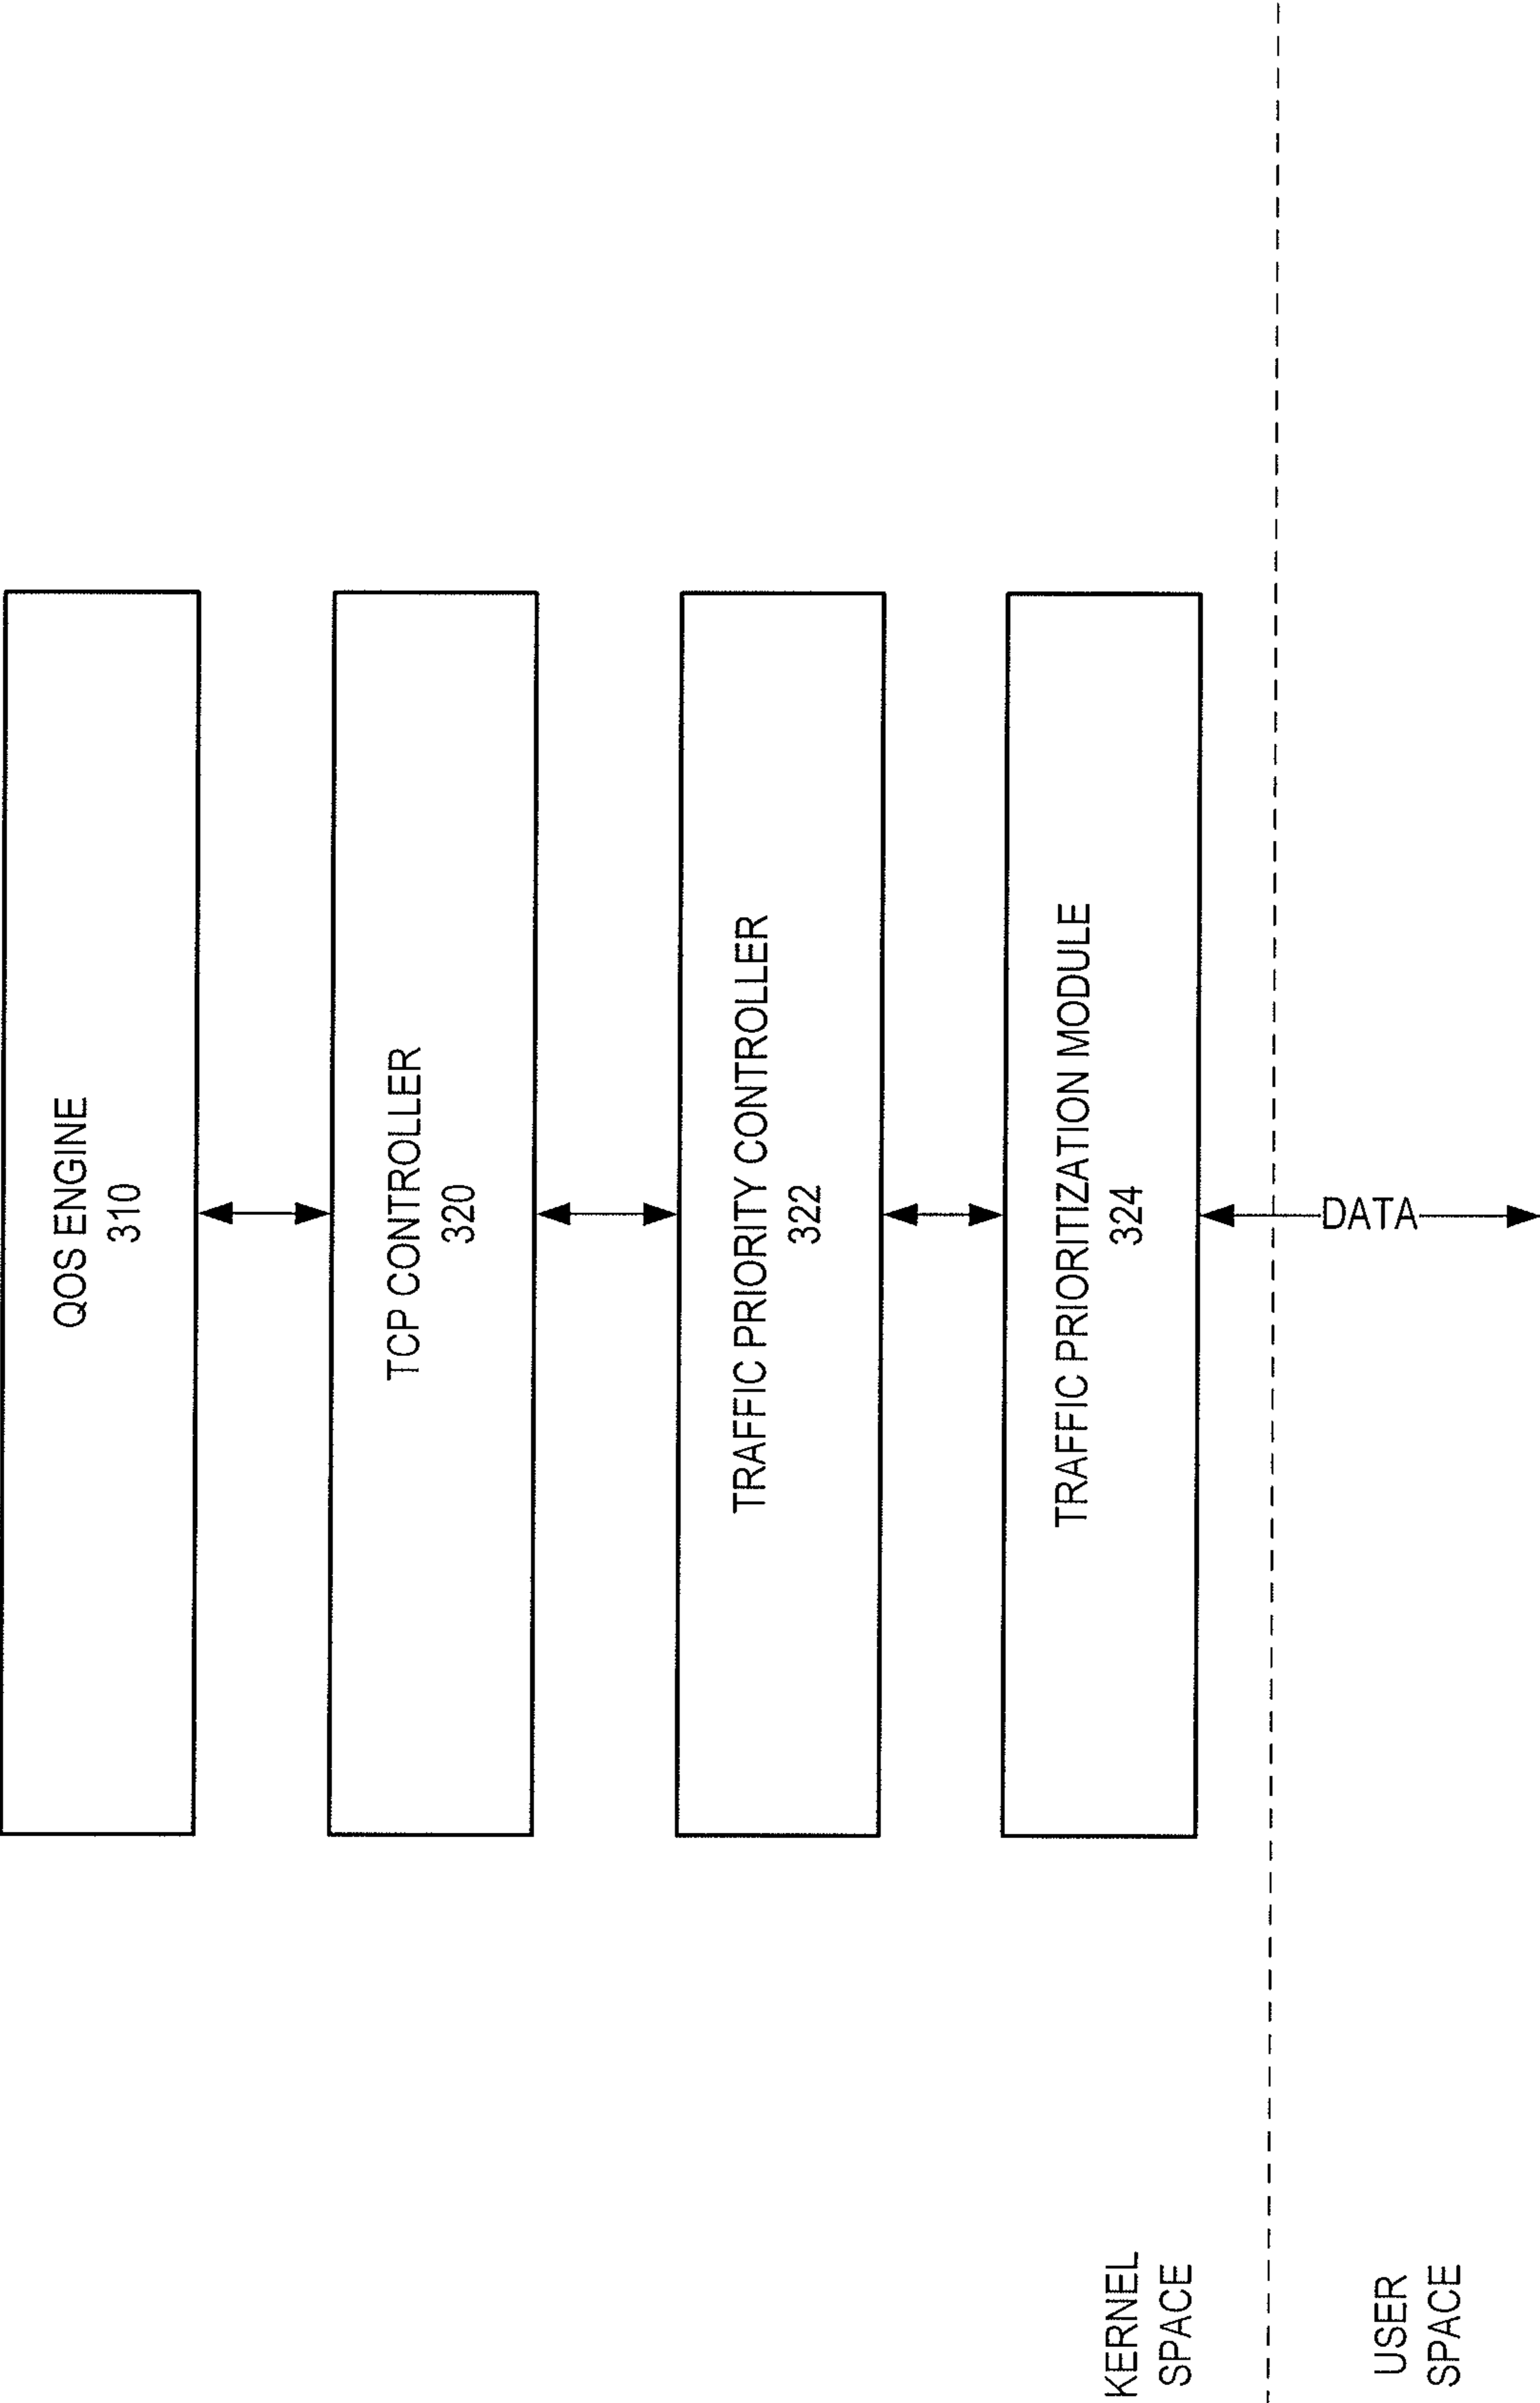 QOS ENGINE
310
TCP CONTROLLER
320
TRAFFIC PRIORITY CONTROLLER
322
TRAFFIC PRIORITIZATION MODULE
324
KERNEL
SPACE
DATA
USER
SPACE